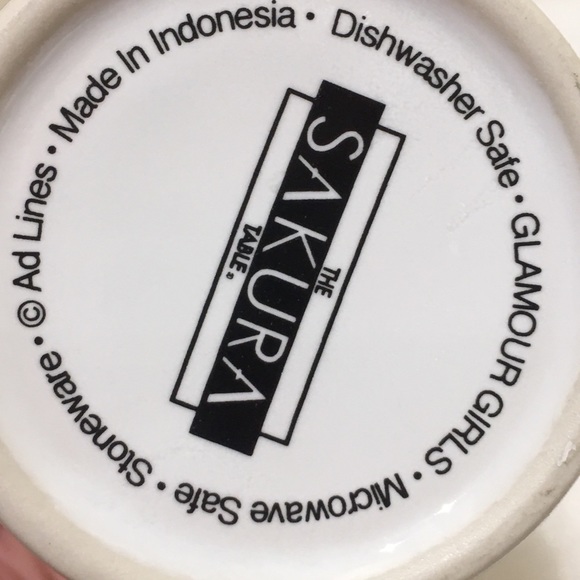 THE
SAKURA
TABLE®
Dishwasher Safe • GLAMOUR GIRLS • Microwave Safe • Stoneware • © Ad Lines • Made In Indonesia •